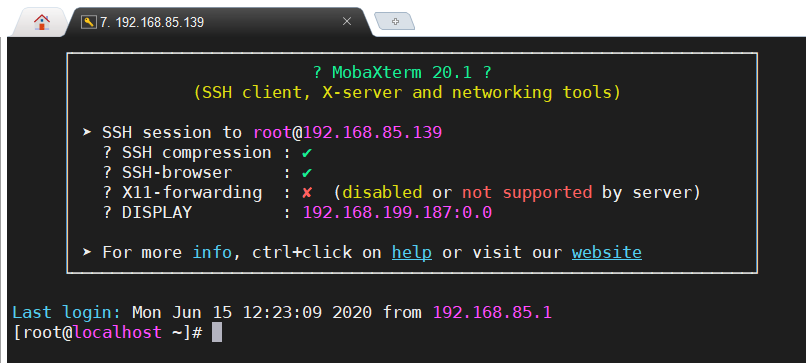 7. 192.168.85.139
? MobaXterm 20.1 ?
(SSH client, X-server and networking tools)
➤ SSH session to root@192.168.85.139
? SSH compression : ✔
? SSH-browser     : ✔
? X11-forwarding  : ✘  (disabled or not supported by server)
? DISPLAY         : 192.168.199.187:0.0
➤ For more info, ctrl+click on help or visit our website
Last login: Mon Jun 15 12:23:09 2020 from 192.168.85.1
[root@localhost ~]#